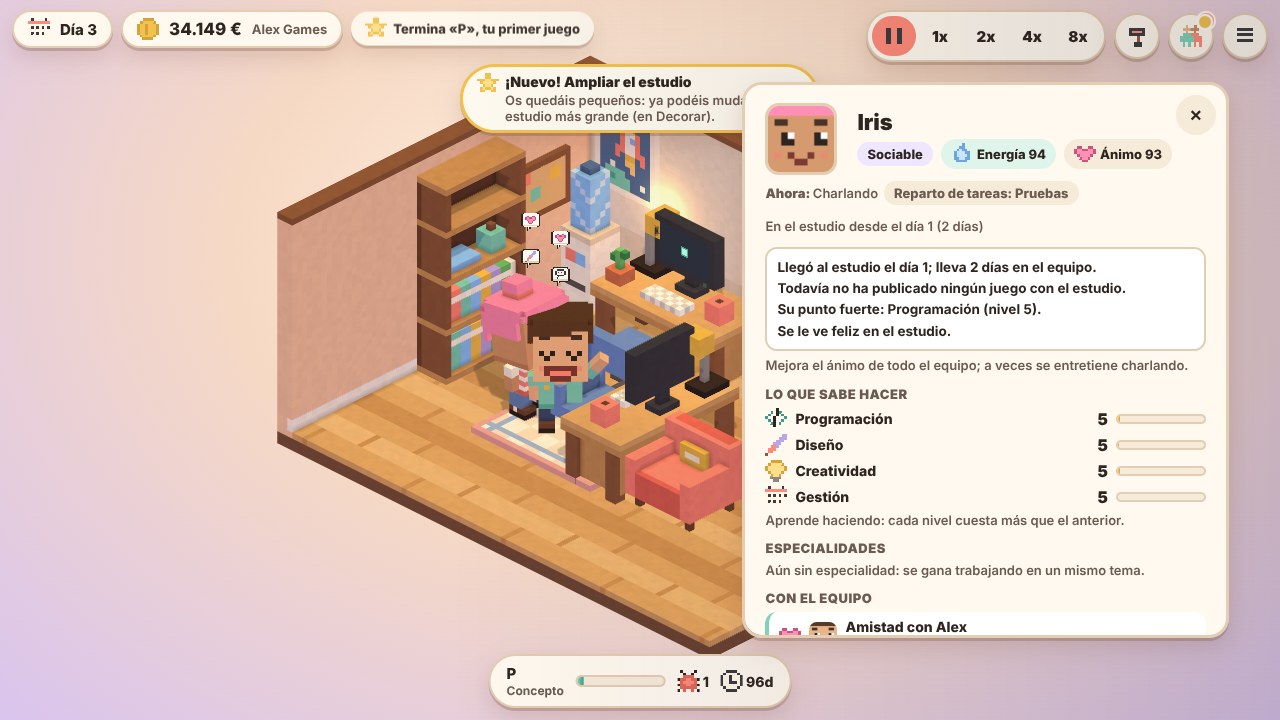 Día 3
34.149 € Alex Games
Termina «P», tu primer juego
1x 2x 4x 8x
¡Nuevo! Ampliar el estudio
Os quedáis pequeños: ya podéis
estudio más grande (en Decorar).
Iris
Sociable Energía 94 Ánimo 93
Ahora: Charlando Reparto de tareas: Pruebas
En el estudio desde el día 1 (2 días)
Llegó al estudio el día 1; lleva 2 días en el equipo.
Todavía no ha publicado ningún juego con el estudio.
Su punto fuerte: Programación (nivel 5).
Se le ve feliz en el estudio.
Mejora el ánimo de todo el equipo; a veces se entretiene charlando.
LO QUE SABE HACER
Programación 5
Diseño 5
Creatividad 5
Gestión 5
Aprende haciendo: cada nivel cuesta más que el anterior.
ESPECIALIDADES
Aún sin especialidad: se gana trabajando en un mismo tema.
CON EL EQUIPO
Amistad con Alex
P
Concepto
1 96d